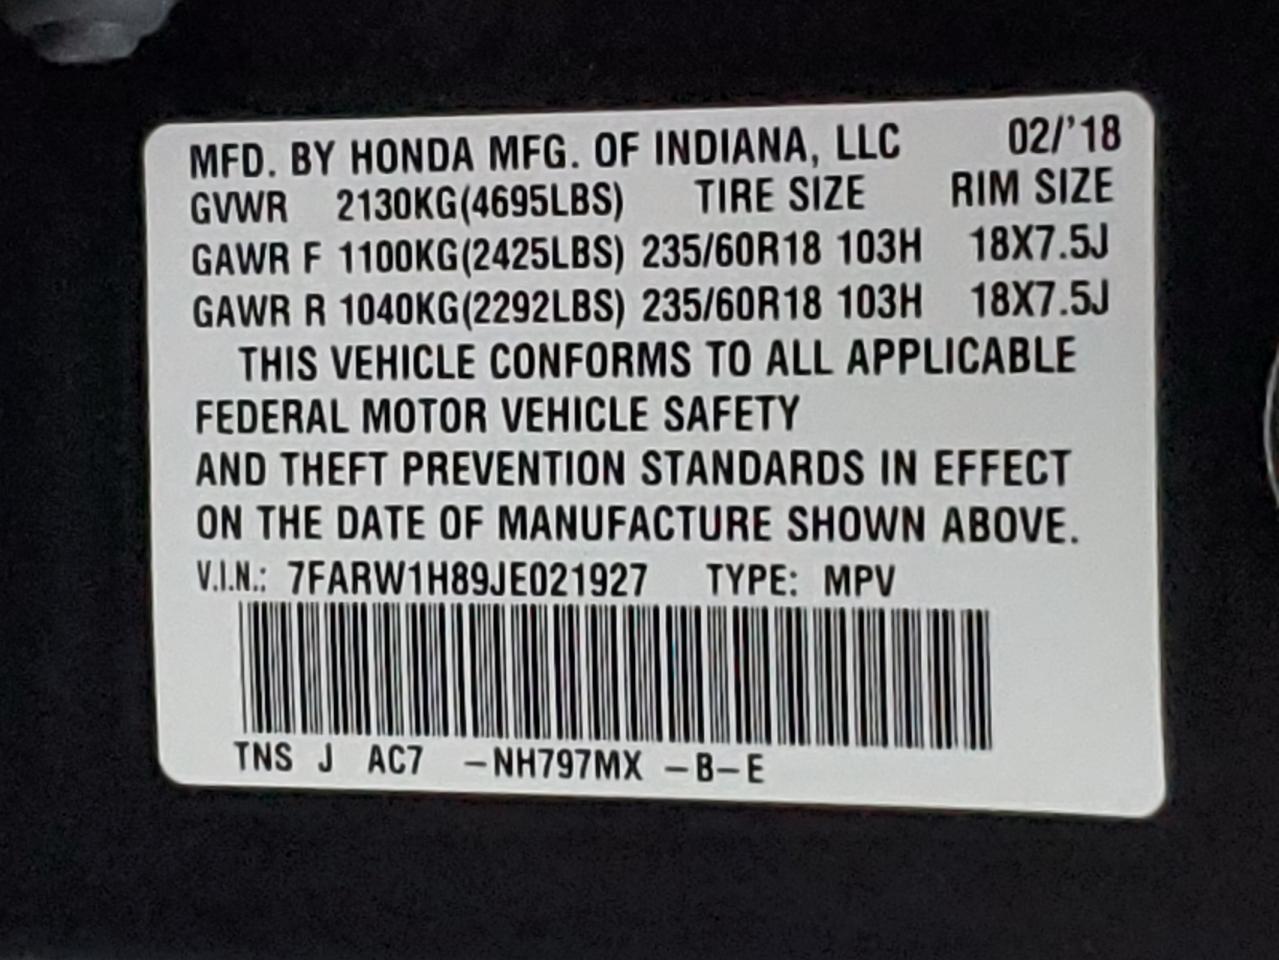 MFD. BY HONDA MFG. OF INDIANA, LLC 02/'18
GVWR 2130KG(4695LBS) TIRE SIZE RIM SIZE
GAWR F 1100KG(2425LBS) 235/60R18 103H 18X7.5J
GAWR R 1040KG(2292LBS) 235/60R18 103H 18X7.5J
THIS VEHICLE CONFORMS TO ALL APPLICABLE
FEDERAL MOTOR VEHICLE SAFETY
AND THEFT PREVENTION STANDARDS IN EFFECT
ON THE DATE OF MANUFACTURE SHOWN ABOVE.
V.I.N.: 7FARW1H89JE021927 TYPE: MPV
TNS J AC7 -NH797MX -B-E